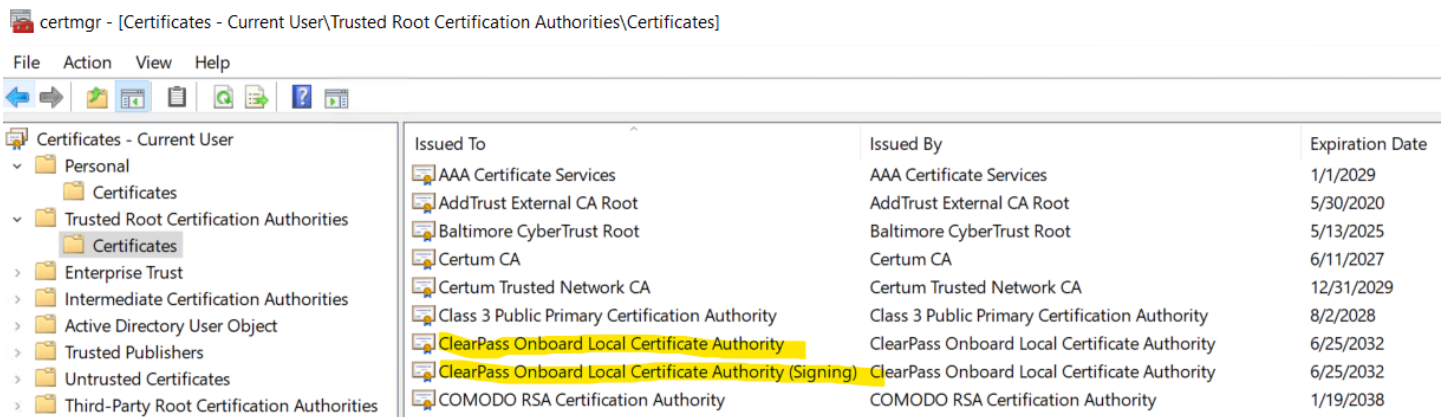 certmgr - [Certificates - Current User\Trusted Root Certification Authorities\Certificates]
File Action View Help
Certificates - Current User
Personal
Certificates
Trusted Root Certification Authorities
Certificates
Enterprise Trust
Intermediate Certification Authorities
Active Directory User Object
Trusted Publishers
Untrusted Certificates
Third-Party Root Certification Authorities
Issued To Issued By Expiration Date
AAA Certificate Services AAA Certificate Services 1/1/2029
AddTrust External CA Root AddTrust External CA Root 5/30/2020
Baltimore CyberTrust Root Baltimore CyberTrust Root 5/13/2025
Certum CA Certum CA 6/11/2027
Certum Trusted Network CA Certum Trusted Network CA 12/31/2029
Class 3 Public Primary Certification Authority Class 3 Public Primary Certification Authority 8/2/2028
ClearPass Onboard Local Certificate Authority ClearPass Onboard Local Certificate Authority 6/25/2032
ClearPass Onboard Local Certificate Authority (Signing) ClearPass Onboard Local Certificate Authority 6/25/2032
COMODO RSA Certification Authority COMODO RSA Certification Authority 1/19/2038